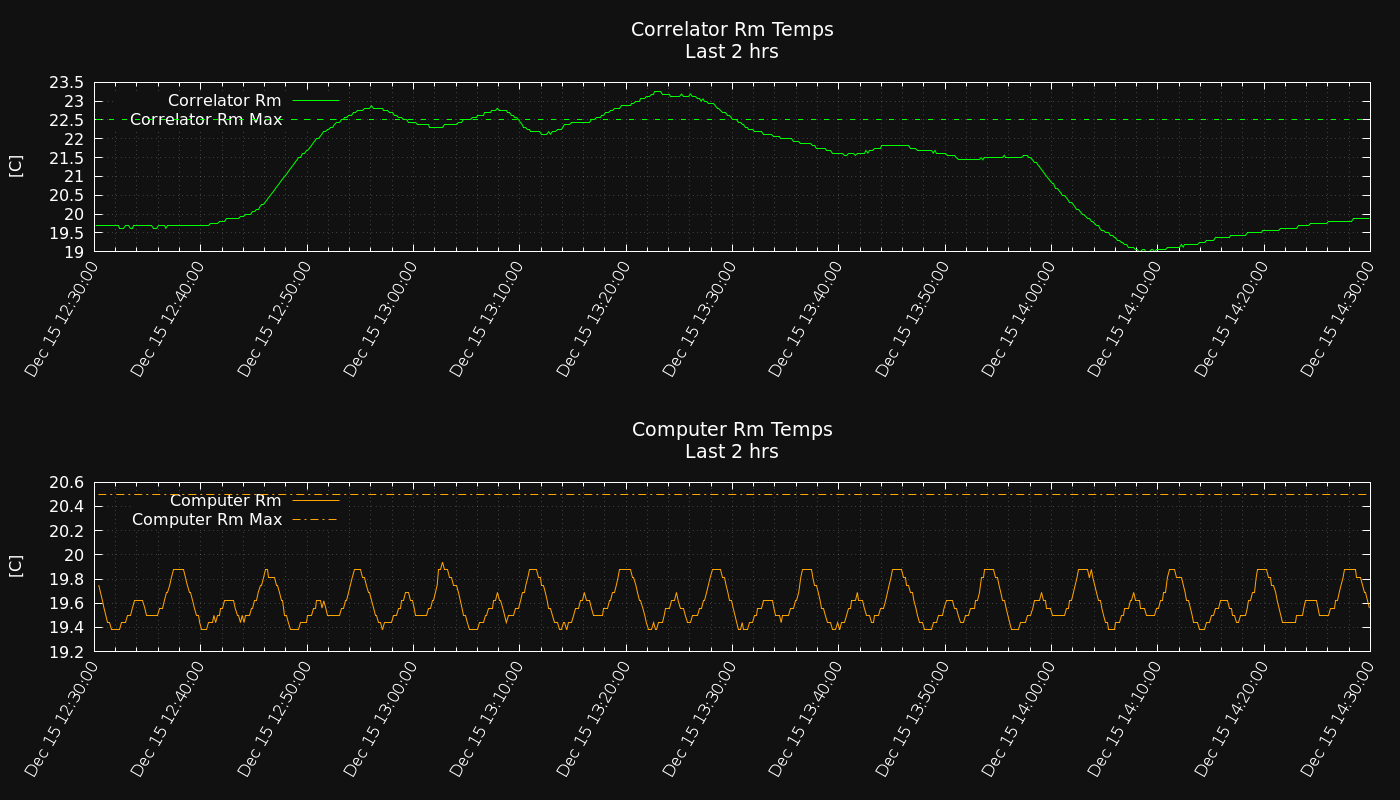 Correlator Rm Temps
Last 2 hrs
[C]
23.5
23
22.5
22
21.5
21
20.5
20
19.5
19
Correlator Rm
Correlator Rm Max
Dec 15 12:30:00
Dec 15 12:40:00
Dec 15 12:50:00
Dec 15 13:00:00
Dec 15 13:10:00
Dec 15 13:20:00
Dec 15 13:30:00
Dec 15 13:40:00
Dec 15 13:50:00
Dec 15 14:00:00
Dec 15 14:10:00
Dec 15 14:20:00
Dec 15 14:30:00
Computer Rm Temps
Last 2 hrs
[C]
20.6
20.4
20.2
20
19.8
19.6
19.4
19.2
Computer Rm
Computer Rm Max
Dec 15 12:30:00
Dec 15 12:40:00
Dec 15 12:50:00
Dec 15 13:00:00
Dec 15 13:10:00
Dec 15 13:20:00
Dec 15 13:30:00
Dec 15 13:40:00
Dec 15 13:50:00
Dec 15 14:00:00
Dec 15 14:10:00
Dec 15 14:20:00
Dec 15 14:30:00